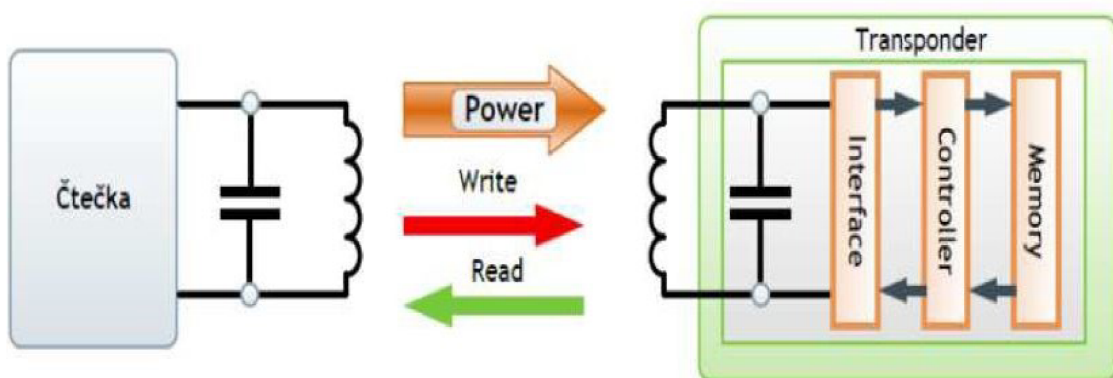 Transponder
Čtečka
Power
Write
Read
Interface
Controller
Memory